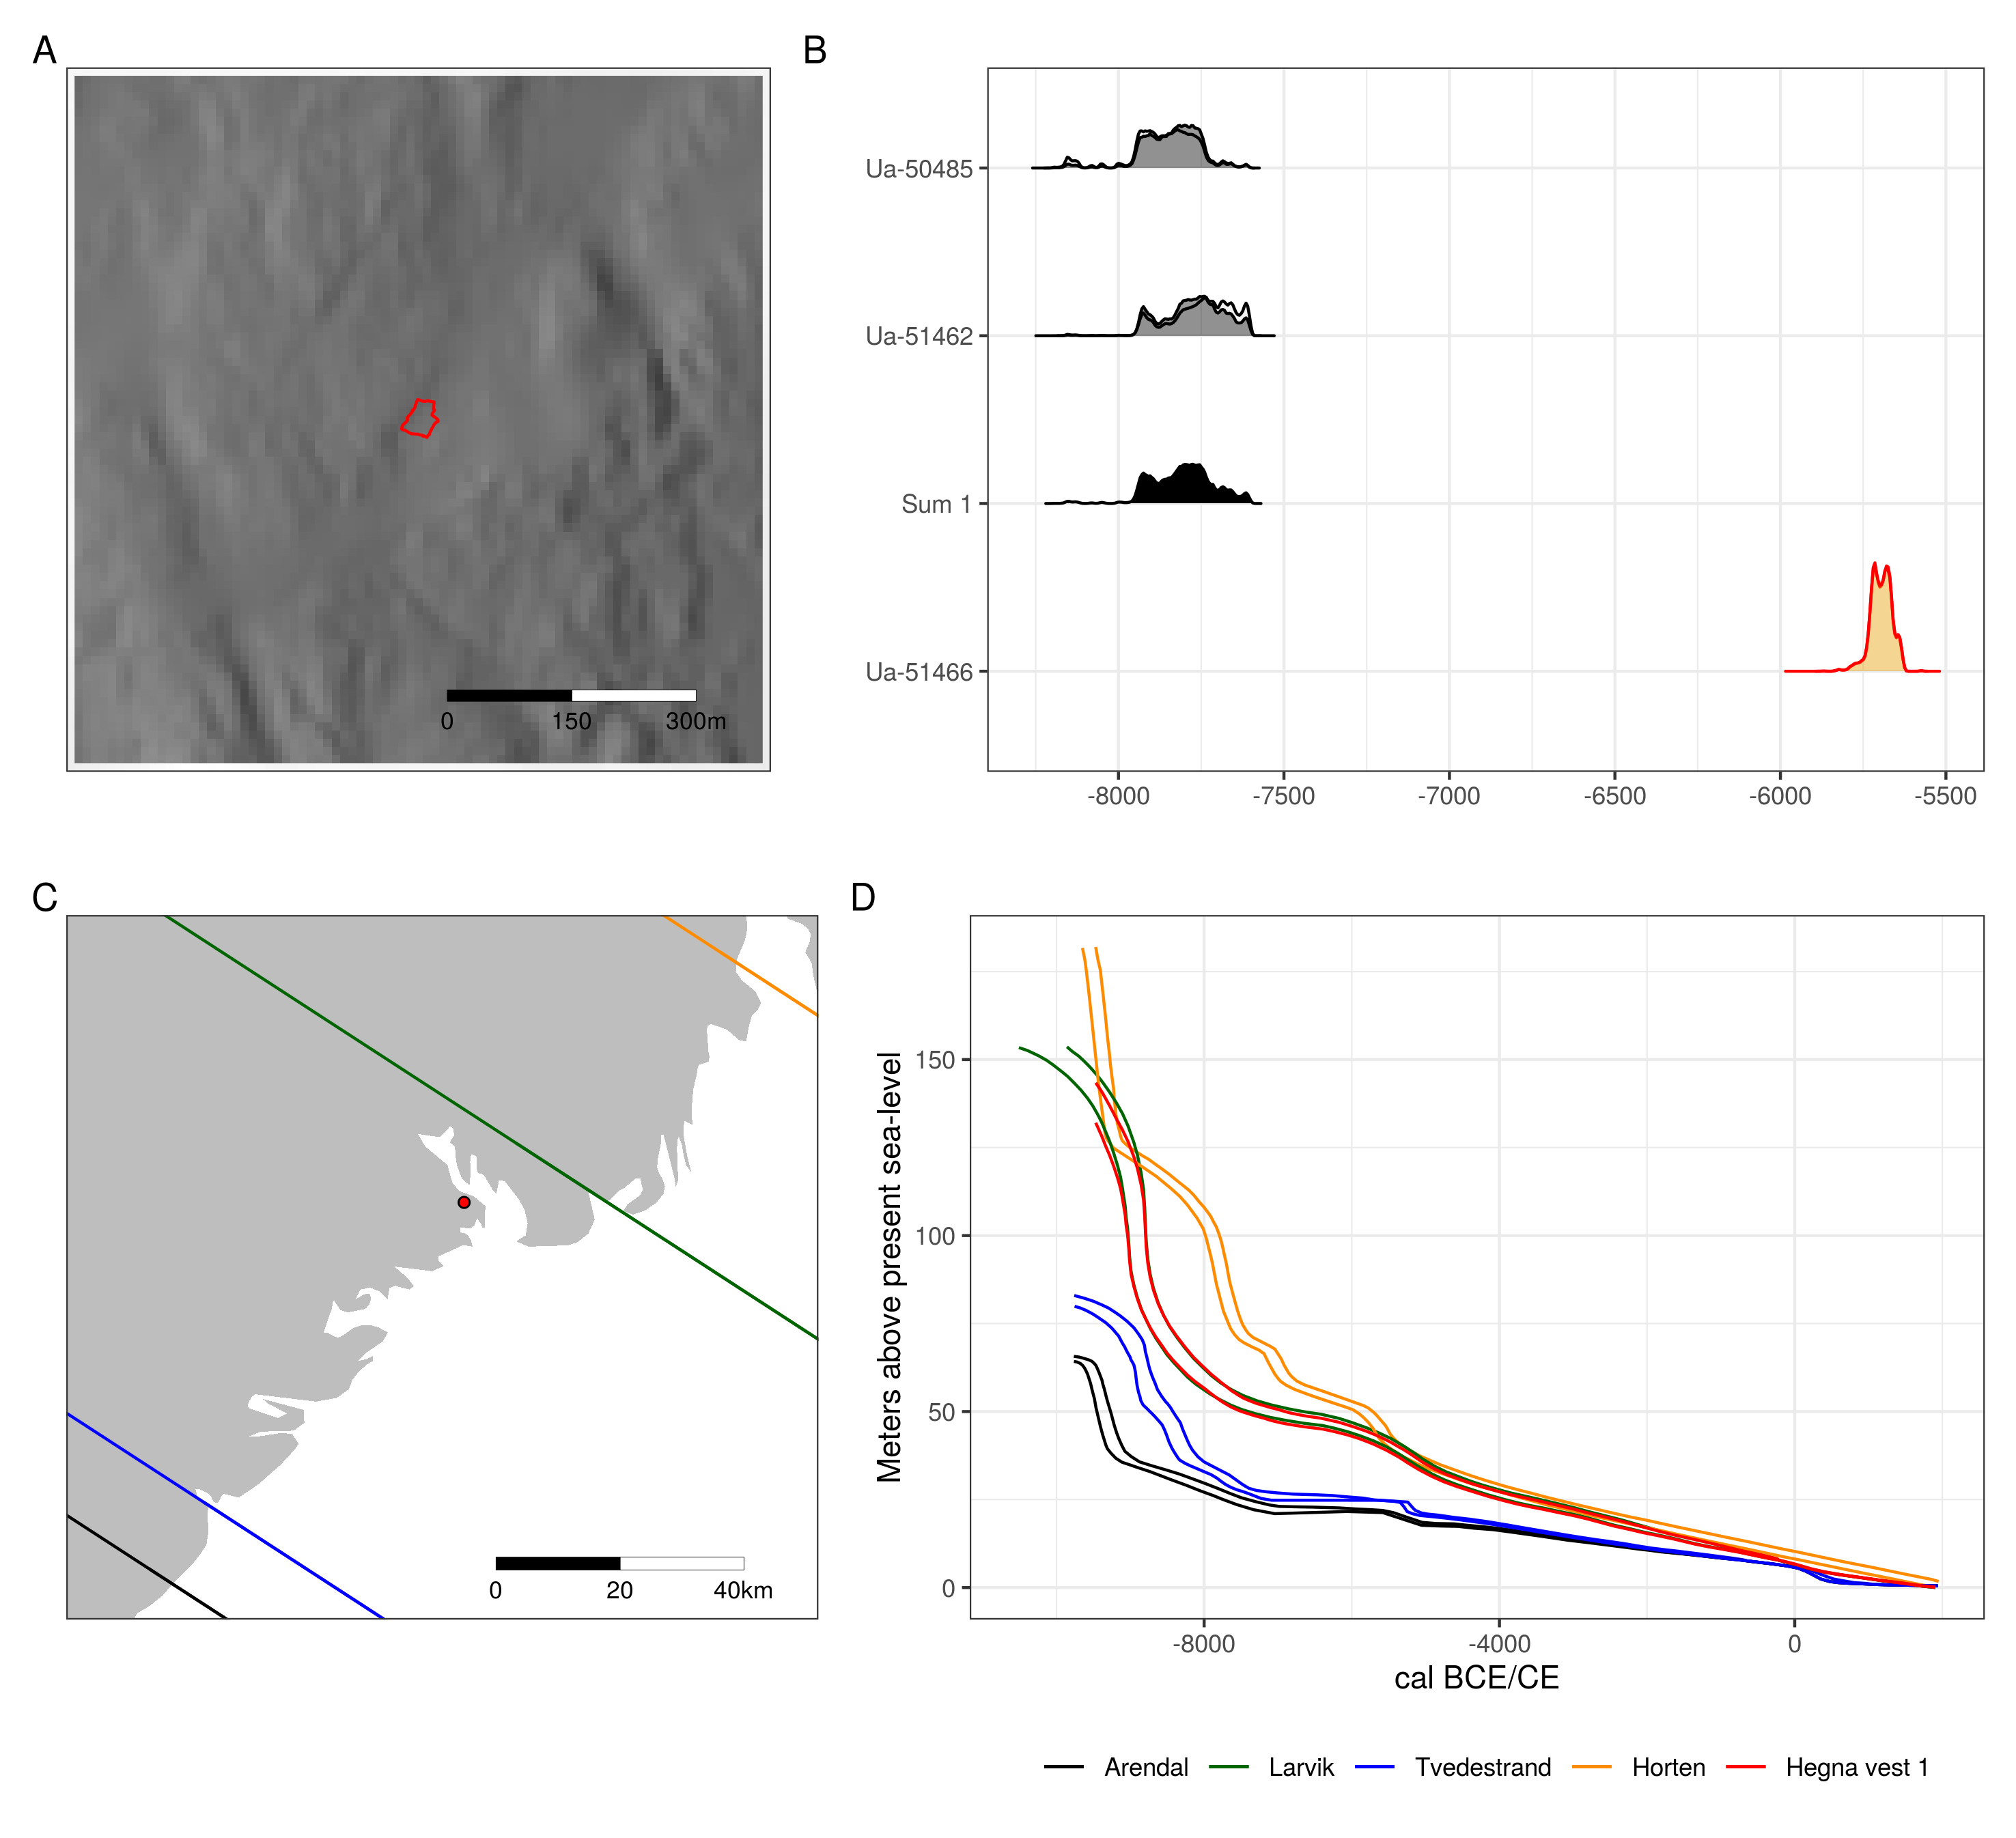 A
B
Ua-50485
Ua-51462
Sum 1
Ua-51466
0 150 300m
-8000 -7500 -7000 -6500 -6000 -5500
C
D
Meters above present sea-level
150
100
50
0
0 20 40km
-8000 -4000 0
cal BCE/CE
Arendal Larvik Tvedestrand Horten Hegna vest 1